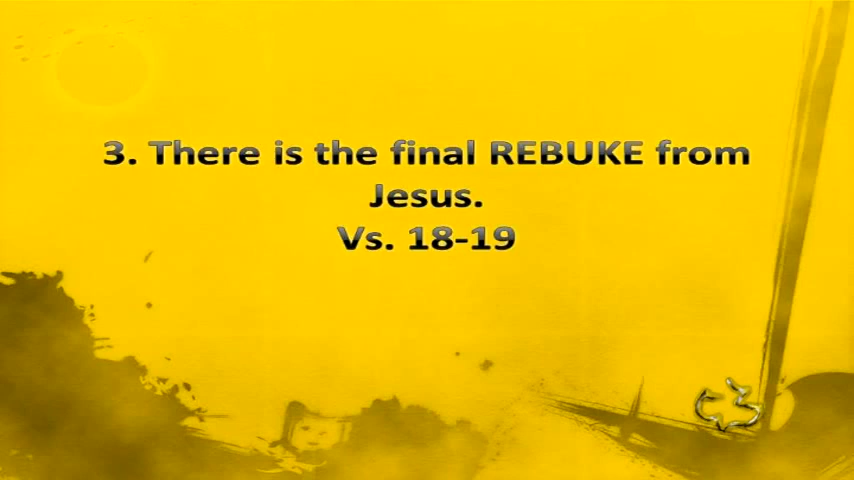 3. There is the final REBUKE from
Jesus.
Vs. 18-19